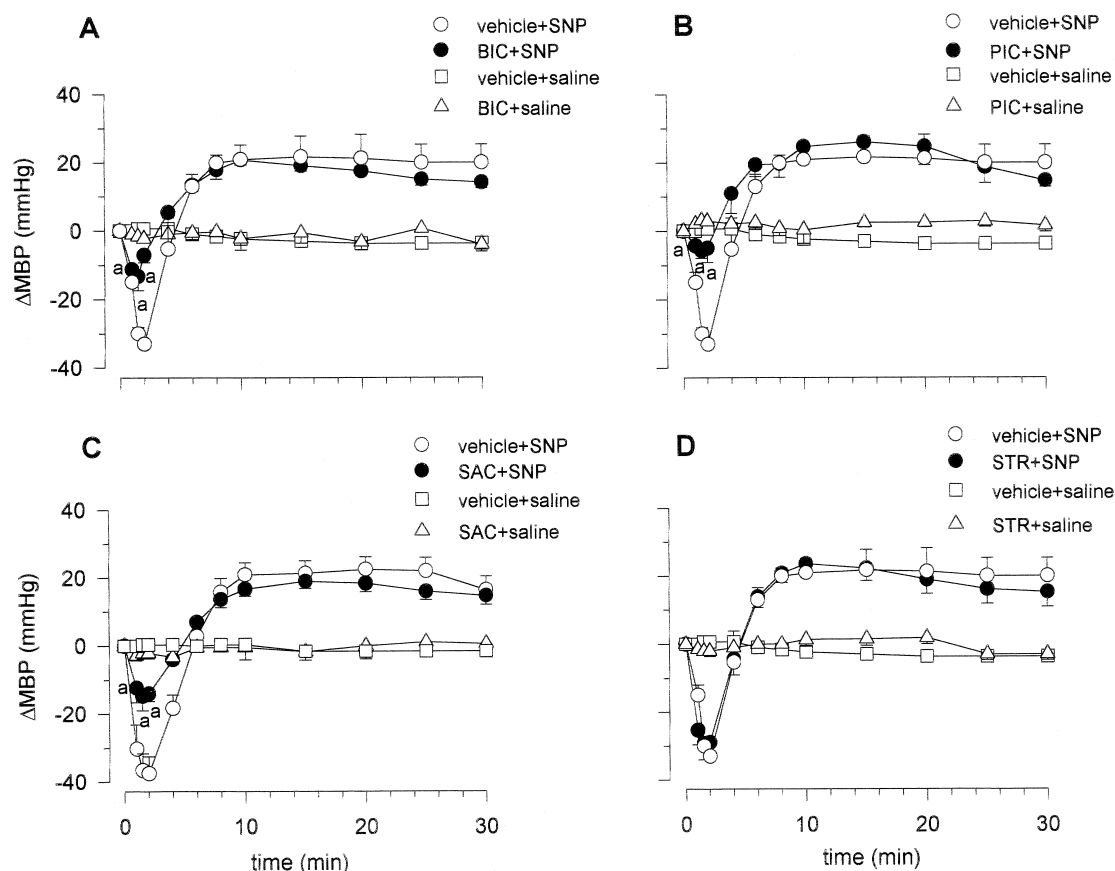 A
vehicle+SNP
BIC+SNP
vehicle+saline
BIC+saline
ΔMBP (mmHg)
40
20
0
-20
-40
a
a
a
B
vehicle+SNP
PIC+SNP
vehicle+saline
PIC+saline
a
a
a
C
vehicle+SNP
SAC+SNP
vehicle+saline
SAC+saline
ΔMBP (mmHg)
40
20
0
-20
-40
a
a
a
0 10 20 30
time (min)
D
vehicle+SNP
STR+SNP
vehicle+saline
STR+saline
0 10 20 30
time (min)